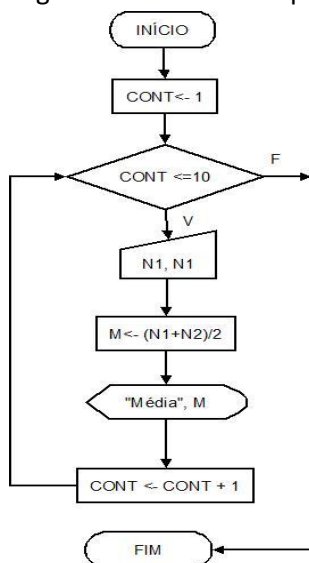 INÍCIO
CONT<- 1
CONT <=10
F
V
N1, N1
M<- (N1+N2)/2
"Média", M
CONT <- CONT + 1
FIM